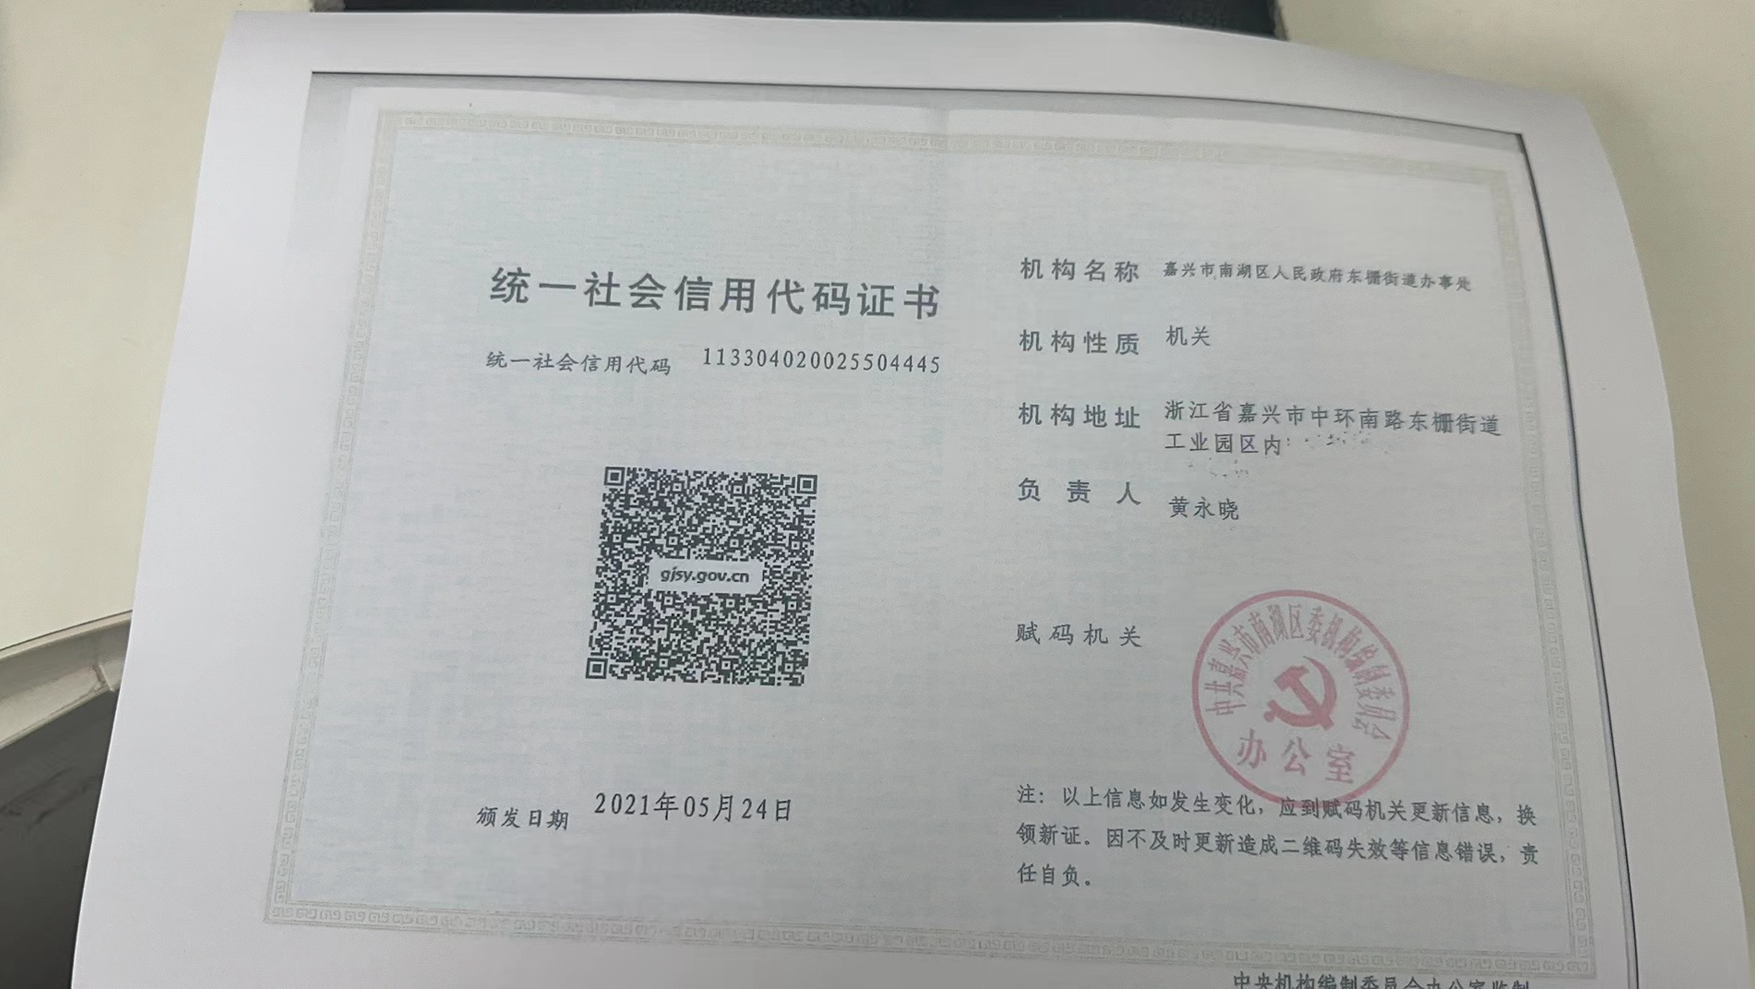 统一社会信用代码证书
统一社会信用代码 113304020025504445
gjsy.gov.cn
颁发日期 2021年05月24日
机构名称 嘉兴市南湖区人民政府东栅街道办事处
机构性质 机关
机构地址 浙江省嘉兴市中环南路东栅街道
工业园区内
负责人 黄永晓
赋码机关
中共嘉兴市南湖区委机构编制委员会
办公室
注：以上信息如发生变化，应到赋码机关更新信息，换
领新证。因不及时更新造成二维码失效等信息错误，责
任自负。
中央机构编制委员会办公室监制